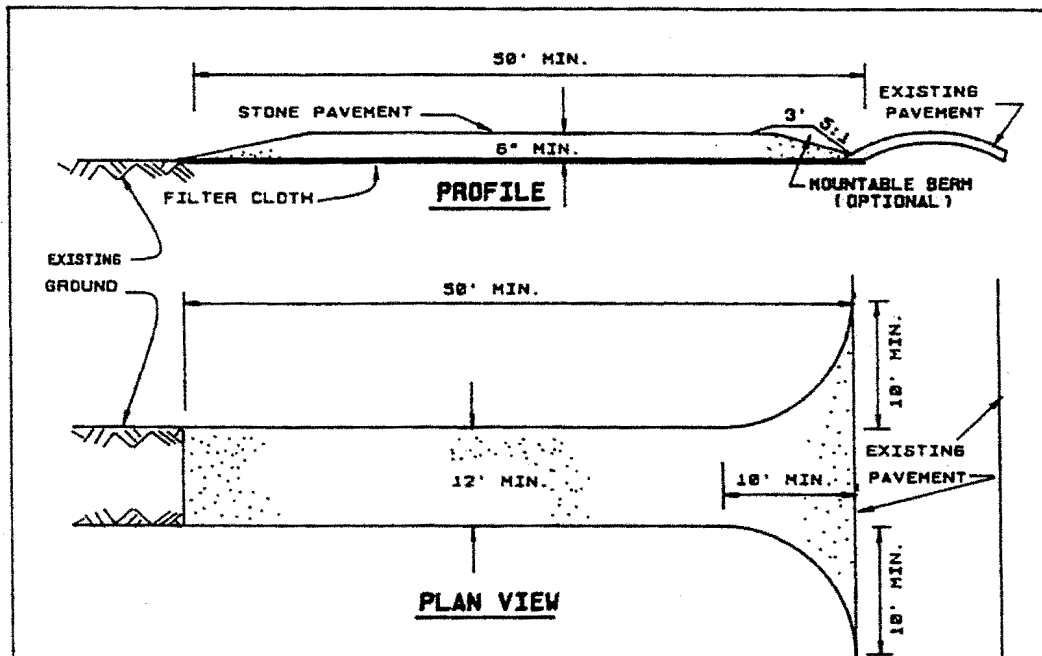 50' MIN.
STONE PAVEMENT
3'
5:1
EXISTING
PAVEMENT
6" MIN.
FILTER CLOTH
PROFILE
MOUNTABLE BERM
(OPTIONAL)
EXISTING
GROUND
50' MIN.
10' MIN.
EXISTING
PAVEMENT
12' MIN.
10' MIN.
10' MIN.
PLAN VIEW